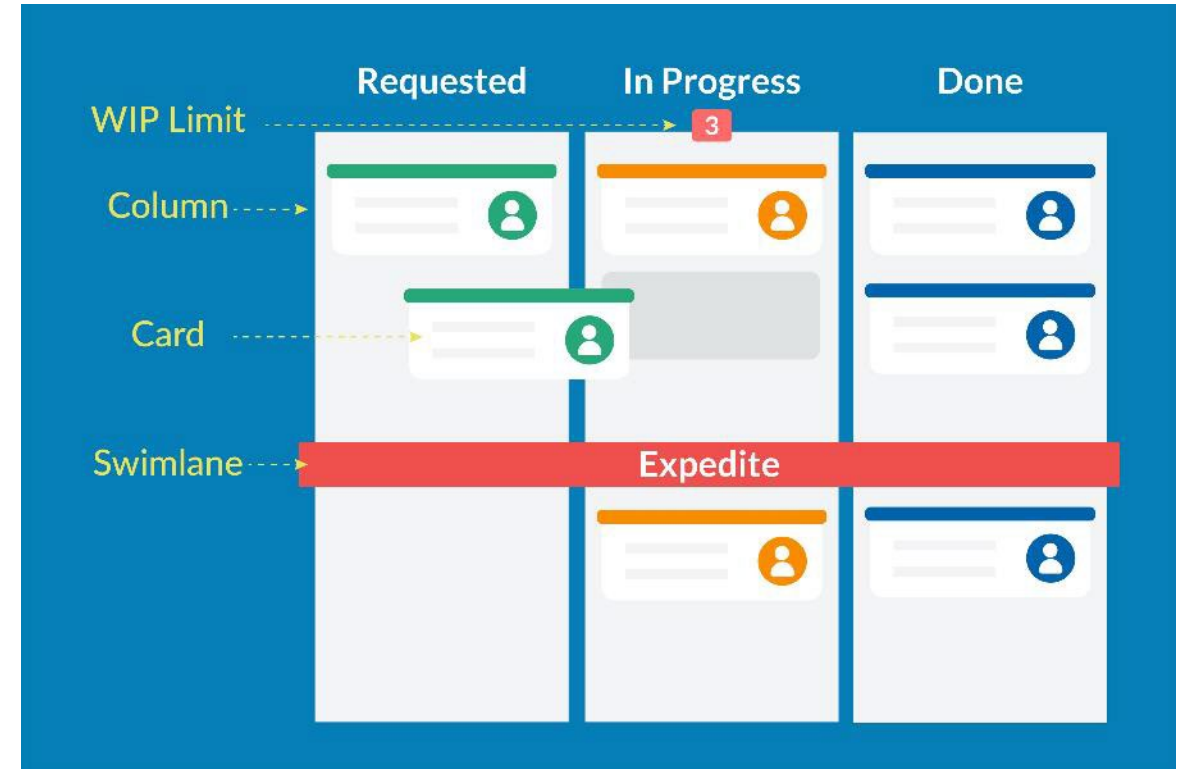 Requested In Progress Done
WIP Limit 3
Column
Card
Swimlane Expedite